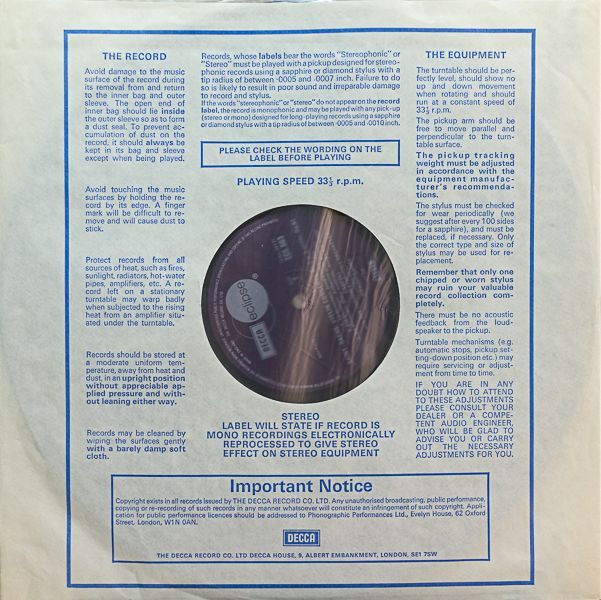 THE RECORD
Avoid damage to the music
surface of the record during
its removal from and return
to the inner bag and outer
sleeve. The open end of
inner bag should lie inside
the outer sleeve so as to form
a dust seal. To prevent ac-
cumulation of dust on the
record, it should always be
kept in its bag and sleeve
except when being played.
Avoid touching the music
surfaces by holding the re-
cord by its edge. A finger
mark will be difficult to re-
move and will cause dust to
stick.
Protect records from all
sources of heat, such as fires,
sunlight, radiators, hot-water
pipes, amplifiers, etc. A re-
cord left on a stationary
turntable may warp badly
when subjected to the rising
heat from an amplifier situ-
ated under the turntable.
Records should be stored at
a moderate uniform tem-
perature, away from heat and
dust, in an upright position
without appreciable ap-
plied pressure and with-
out leaning either way.
Records may be cleaned by
wiping the surfaces gently
with a barely damp soft
cloth.
Records, whose labels bear the words "Stereophonic" or
"Stereo" must be played with a pickup designed for stereo-
phonic records using a sapphire or diamond stylus with a
tip radius of between ·0005 and ·0007 inch. Failure to do
so is likely to result in poor sound and irreparable damage
to record and stylus.
If the words "stereophonic" or "stereo" do not appear on the record
label, the record is monophonic and may be played with any pick-up
(stereo or mono) designed for long-playing records using a sapphire
or diamond stylus with a tip radius of between ·0005 and ·0010 inch.
PLEASE CHECK THE WORDING ON THE
LABEL BEFORE PLAYING
PLAYING SPEED 33⅓ r.p.m.
DECCA eclipse
STEREO
LABEL WILL STATE IF RECORD IS
MONO RECORDINGS ELECTRONICALLY
REPROCESSED TO GIVE STEREO
EFFECT ON STEREO EQUIPMENT
THE EQUIPMENT
The turntable should be per-
fectly level, should show no
up and down movement
when rotating and should
run at a constant speed of
33⅓ r.p.m.
The pickup arm should be
free to move parallel and
perpendicular to the turn-
table surface.
The pickup tracking
weight must be adjusted
in accordance with the
equipment manufac-
turer's recommenda-
tions.
The stylus must be checked
for wear periodically (we
suggest after every 100 sides
for a sapphire), and must be
replaced, if necessary. Only
the correct type and size of
stylus may be used for re-
placement.
Remember that only one
chipped or worn stylus
may ruin your valuable
record collection com-
pletely.
There must be no acoustic
feedback from the loud-
speaker to the pickup.
Turntable mechanisms (e.g.
automatic stops, pickup set-
ting-down position etc.) may
require servicing or adjust-
ment from time to time.
IF YOU ARE IN ANY
DOUBT HOW TO ATTEND
TO THESE ADJUSTMENTS
PLEASE CONSULT YOUR
DEALER OR A COMPE-
TENT AUDIO ENGINEER,
WHO WILL BE GLAD TO
ADVISE YOU OR CARRY
OUT THE NECESSARY
ADJUSTMENTS FOR YOU.
Important Notice
Copyright exists in all records issued by THE DECCA RECORD CO. LTD. Any unauthorised broadcasting, public performance,
copying or re-recording of such records in any manner whatsoever will constitute an infringement of such copyright. Appli-
cation for public performance licences should be addressed to Phonographic Performances Ltd., Evelyn House, 62 Oxford
Street, London, W1N 0AN.
DECCA
THE DECCA RECORD CO. LTD DECCA HOUSE, 9, ALBERT EMBANKMENT, LONDON, SE1 7SW